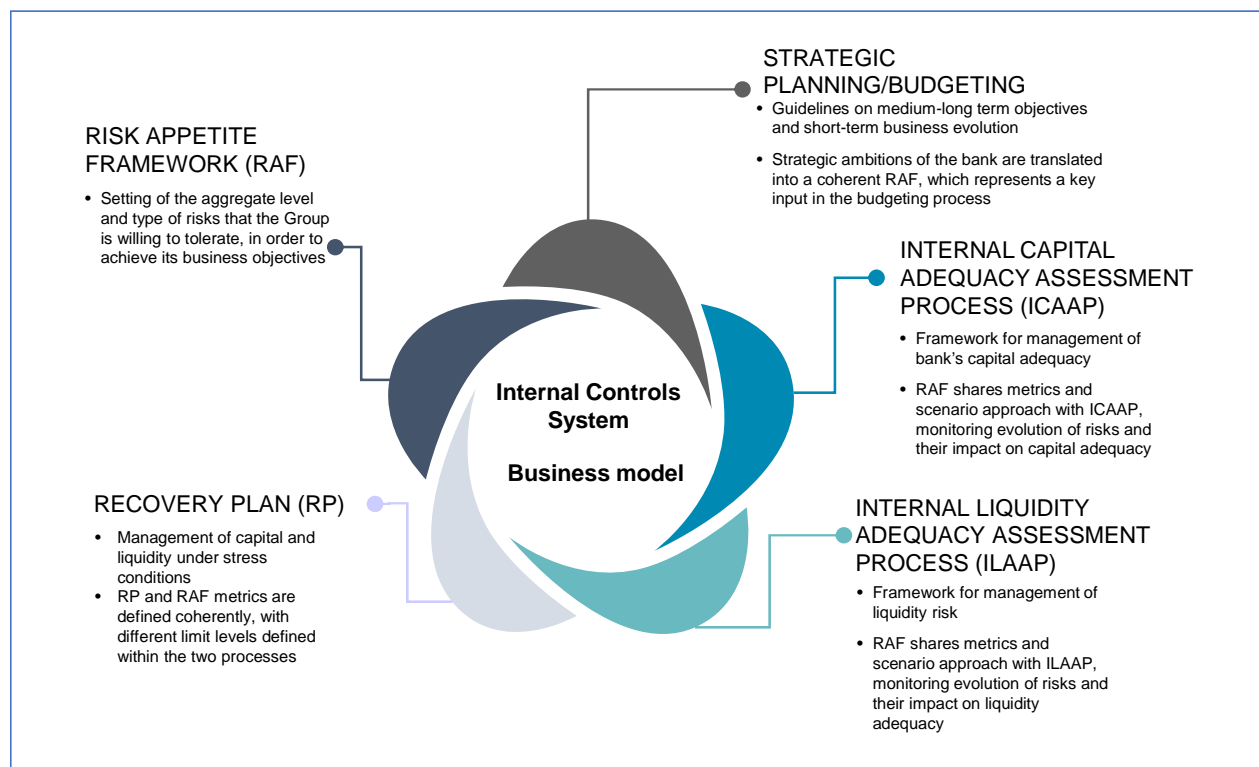 STRATEGIC
PLANNING/BUDGETING
• Guidelines on medium-long term objectives
and short-term business evolution
• Strategic ambitions of the bank are translated
into a coherent RAF, which represents a key
input in the budgeting process
RISK APPETITE
FRAMEWORK (RAF)
• Setting of the aggregate level
and type of risks that the Group
is willing to tolerate, in order to
achieve its business objectives
INTERNAL CAPITAL
ADEQUACY ASSESSMENT
PROCESS (ICAAP)
• Framework for management of
bank's capital adequacy
• RAF shares metrics and
scenario approach with ICAAP,
monitoring evolution of risks and
their impact on capital adequacy
Internal Controls
System
Business model
RECOVERY PLAN (RP)
• Management of capital and
liquidity under stress
conditions
• RP and RAF metrics are
defined coherently, with
different limit levels defined
within the two processes
INTERNAL LIQUIDITY
ADEQUACY ASSESSMENT
PROCESS (ILAAP)
• Framework for management of
liquidity risk
• RAF shares metrics and
scenario approach with ILAAP,
monitoring evolution of risks and
their impact on liquidity
adequacy